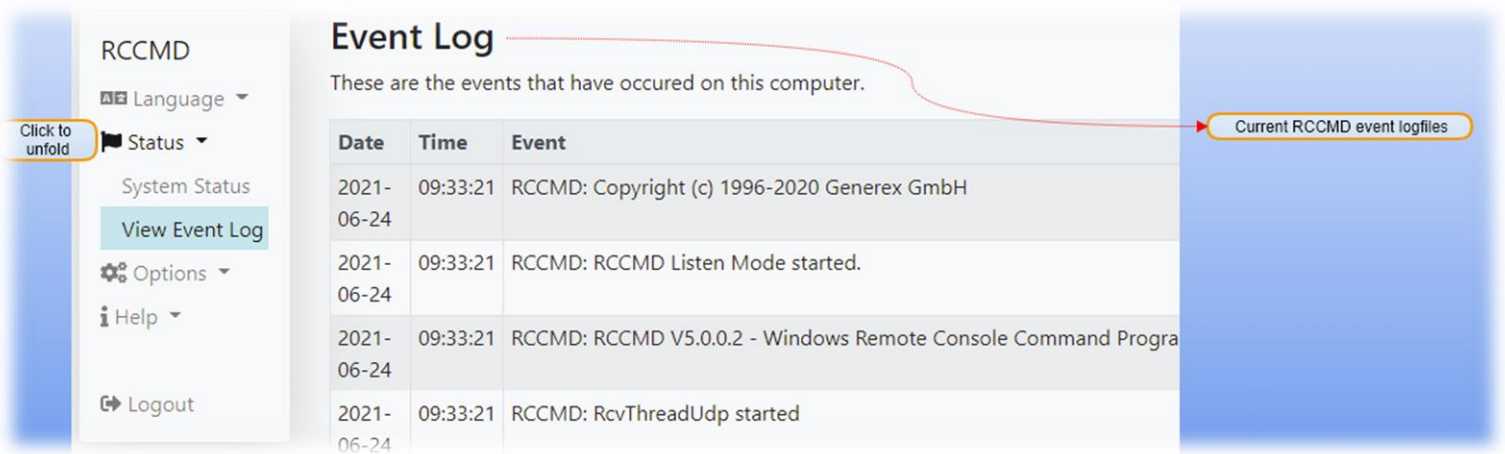 RCCMD
Language
Click to
unfold
Status
System Status
View Event Log
Options
Help
Logout
Event Log
These are the events that have occured on this computer.
Date Time Event
2021- 09:33:21 RCCMD: Copyright (c) 1996-2020 Generex GmbH
06-24
2021- 09:33:21 RCCMD: RCCMD Listen Mode started.
06-24
2021- 09:33:21 RCCMD: RCCMD V5.0.0.2 - Windows Remote Console Command Progra
06-24
2021- 09:33:21 RCCMD: RcvThreadUdp started
06-24
Current RCCMD event logfiles